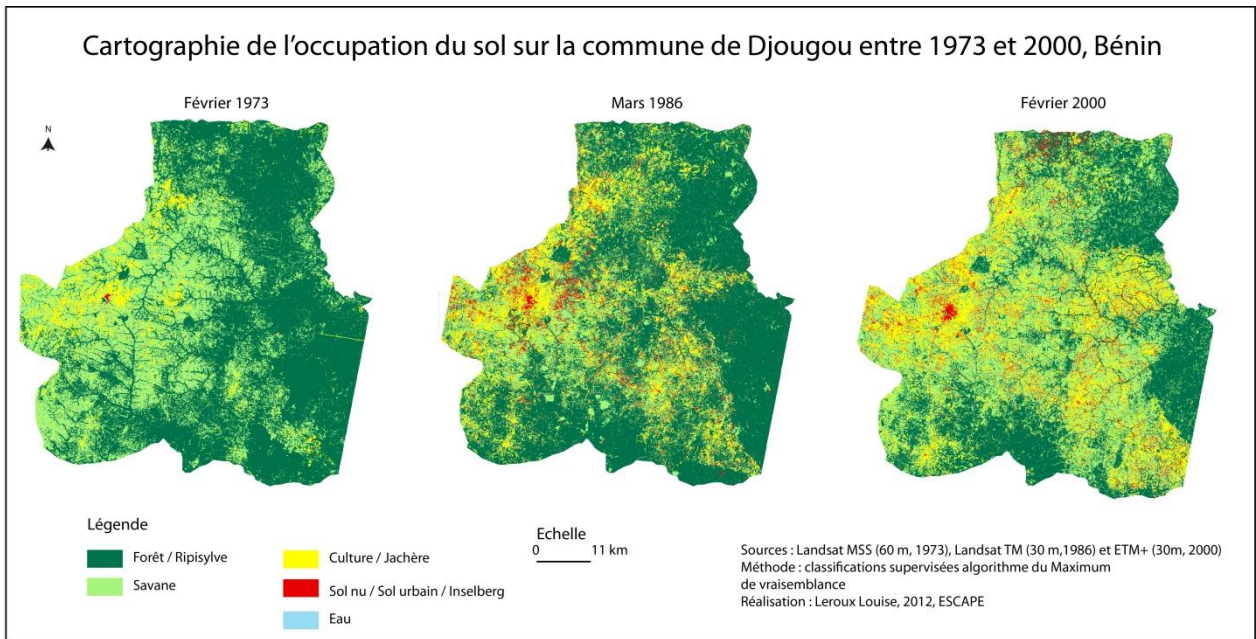 Cartographie de l'occupation du sol sur la commune de Djougou entre 1973 et 2000, Bénin
Février 1973
Mars 1986
Février 2000
N
Légende
Forêt / Ripisylve
Savane
Culture / Jachère
Sol nu / Sol urbain / Inselberg
Eau
Echelle
0 11 km
Sources : Landsat MSS (60 m, 1973), Landsat TM (30 m,1986) et ETM+ (30m, 2000)
Méthode : classifications supervisées algorithme du Maximum
de vraisemblance
Réalisation : Leroux Louise, 2012, ESCAPE